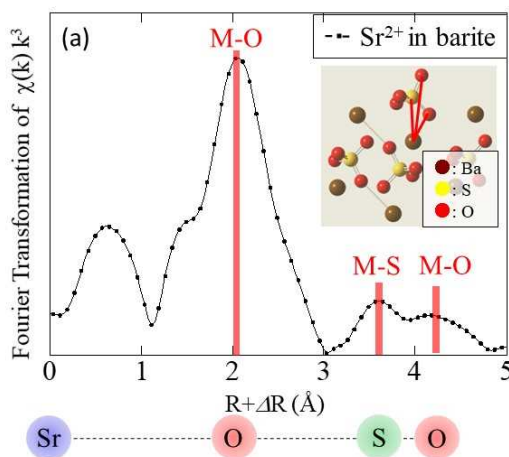 (a)
M-O
Sr²⁺ in barite
: Ba
: S
: O
M-S
M-O
Fourier Transformation of χ(k) k³
0 1 2 3 4 5
R+ΔR (Å)
Sr O S O